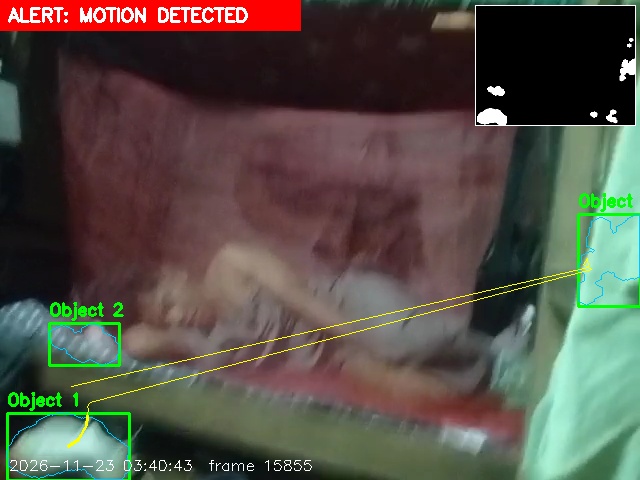 ALERT: MOTION DETECTED
Object
Object 2
Object 1
2026-11-23 03:40:43 frame 15855